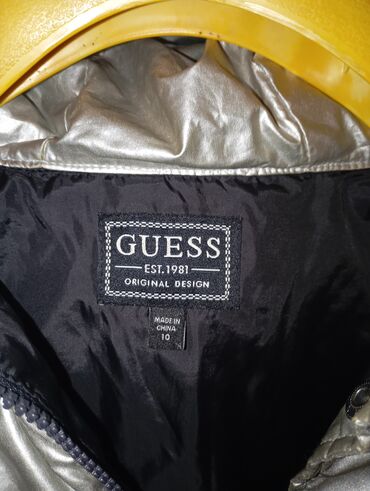 GUESS
EST.1981
ORIGINAL DESIGN
MADE IN
CHINA
10